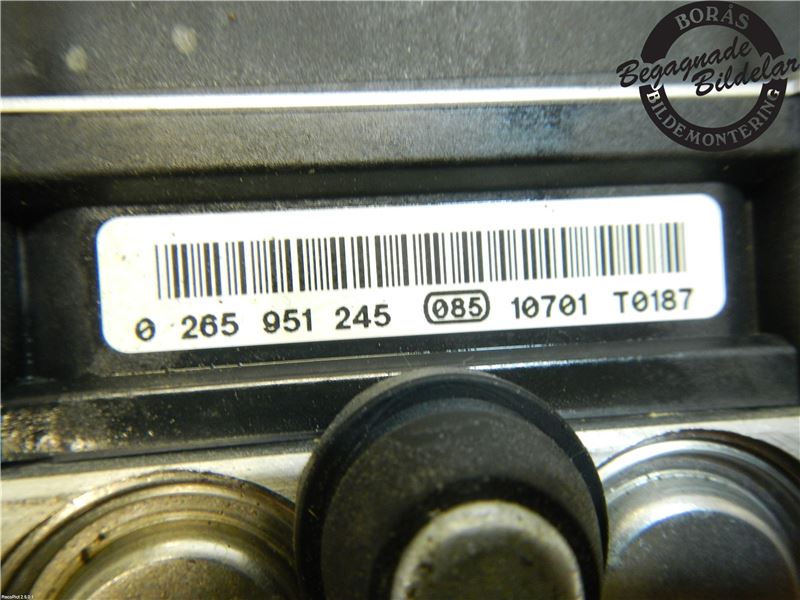 BORÅS
Begagnade
Bildelar
BILDEMONTERING
0 265 951 245 085 10701 T0187